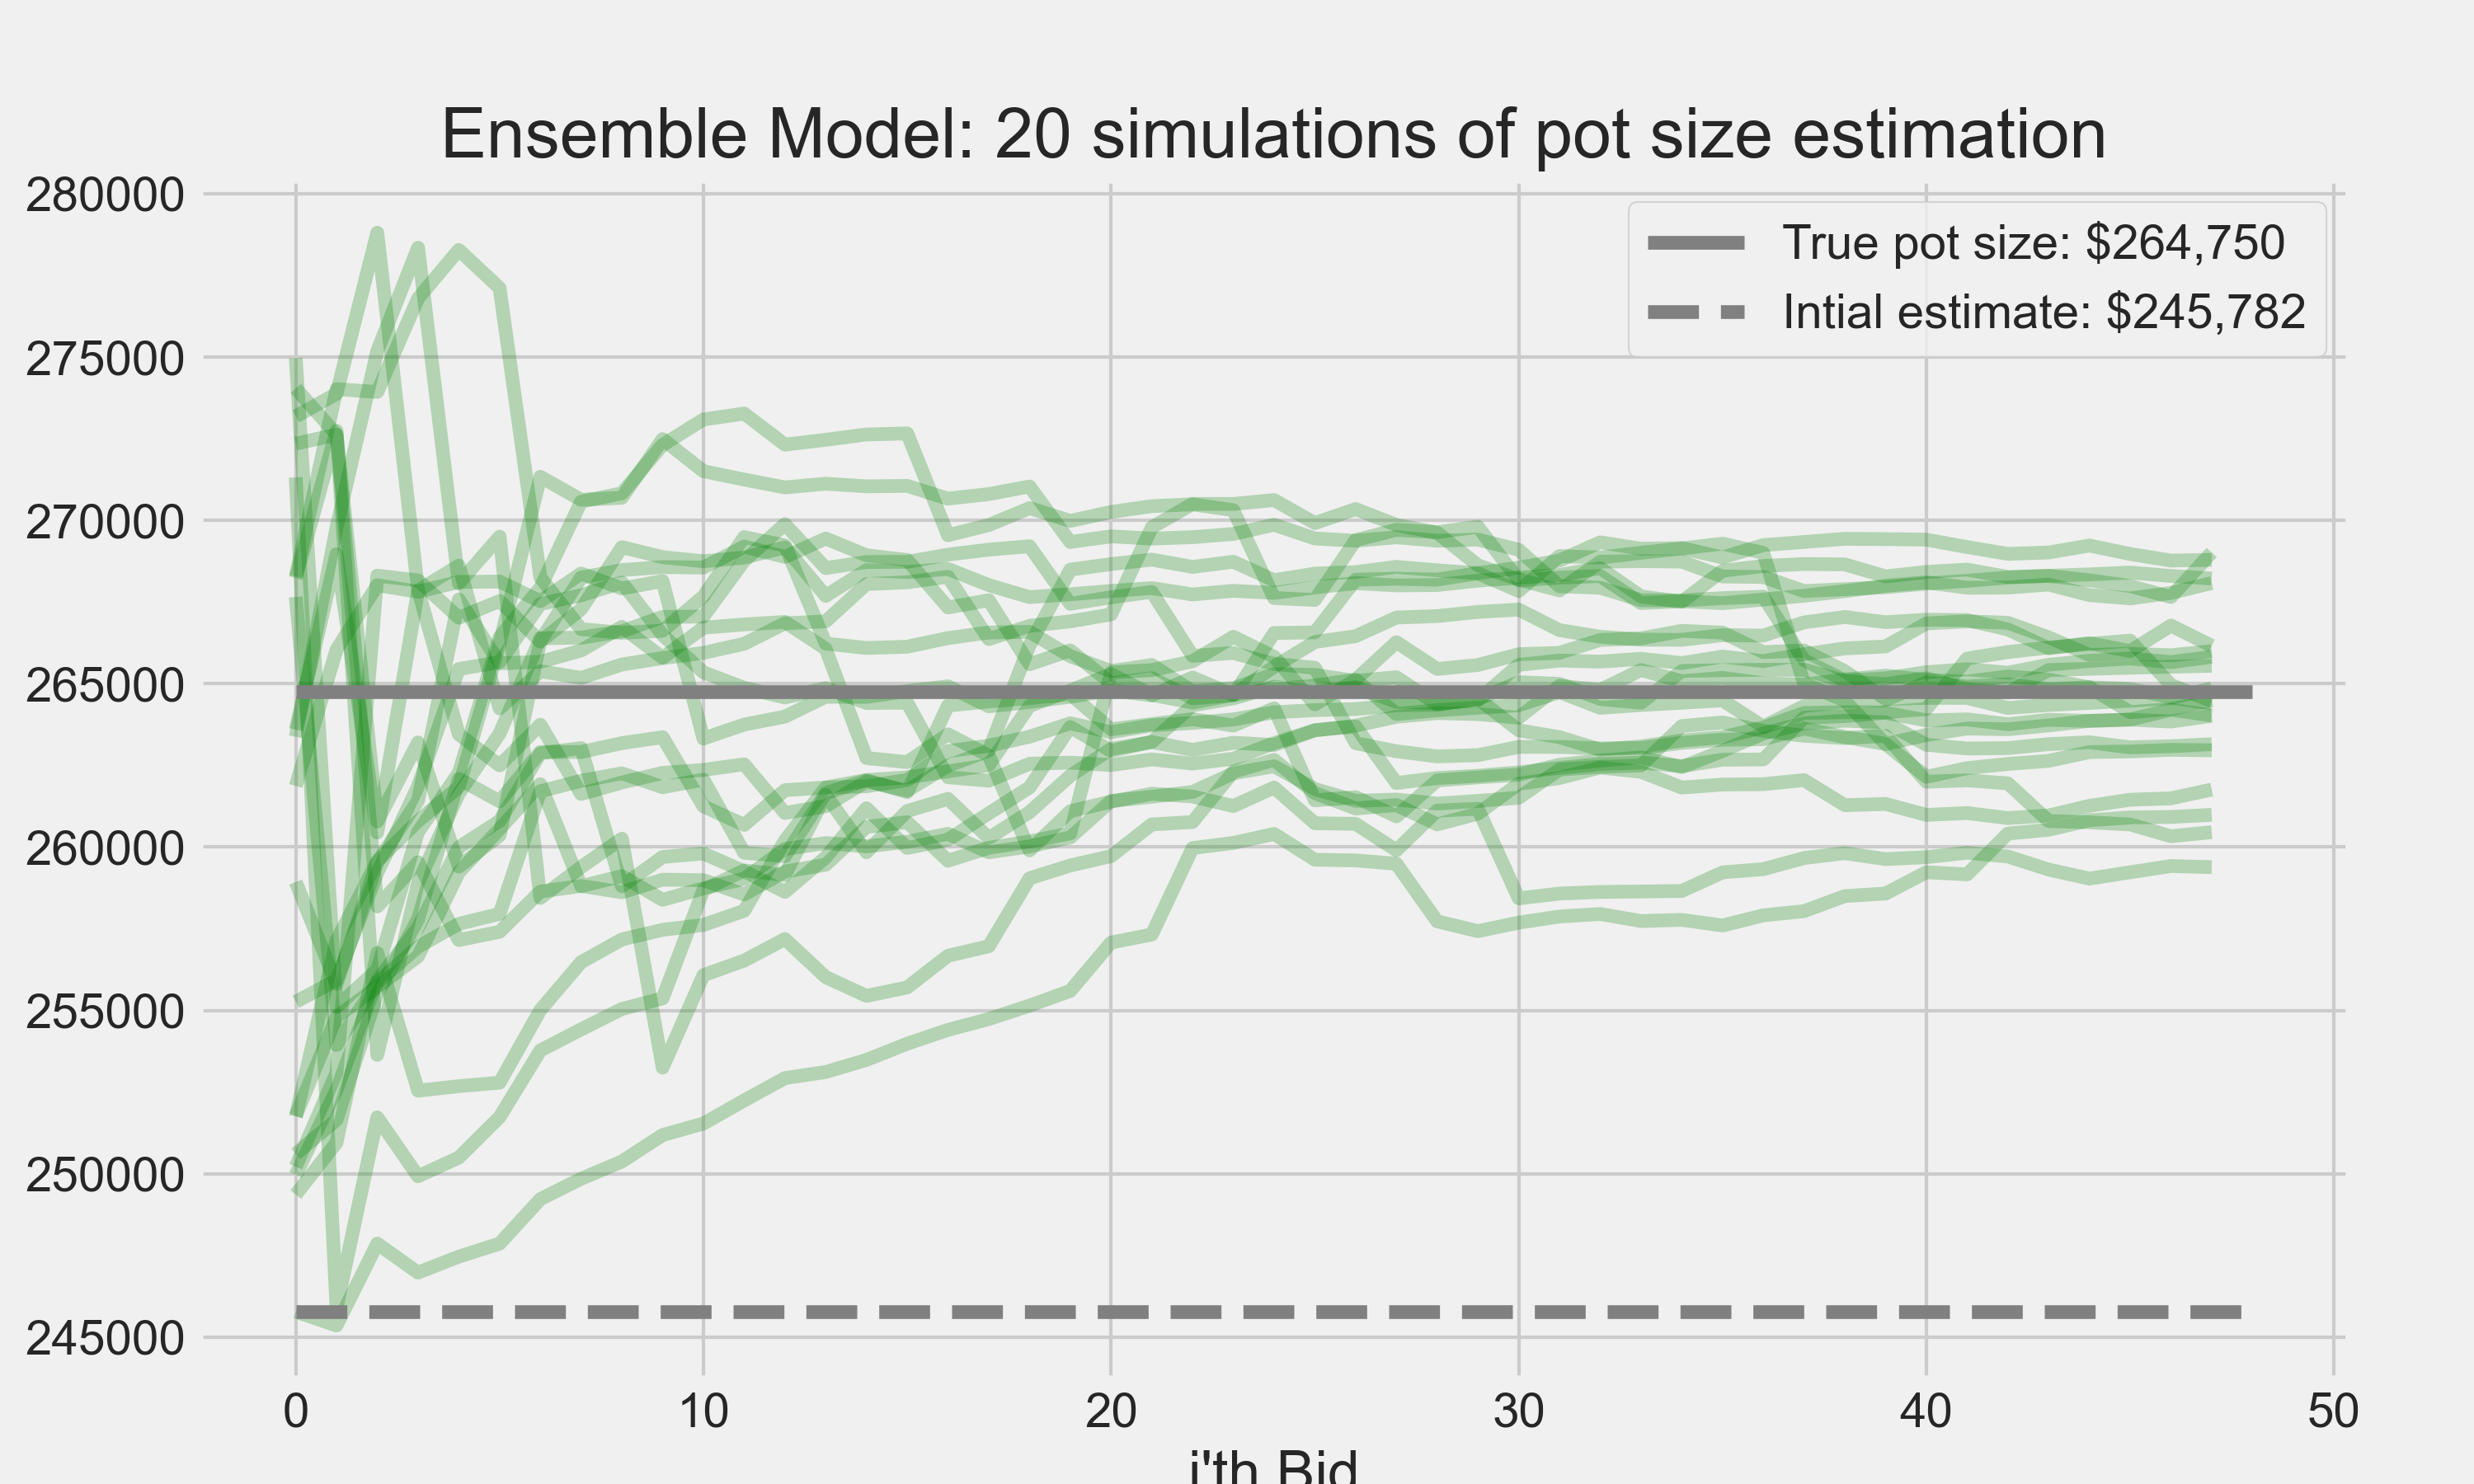 Ensemble Model: 20 simulations of pot size estimation
280000
275000
270000
265000
260000
255000
250000
245000
True pot size: $264,750
Intial estimate: $245,782
0 10 20 30 40 50
i'th Bid